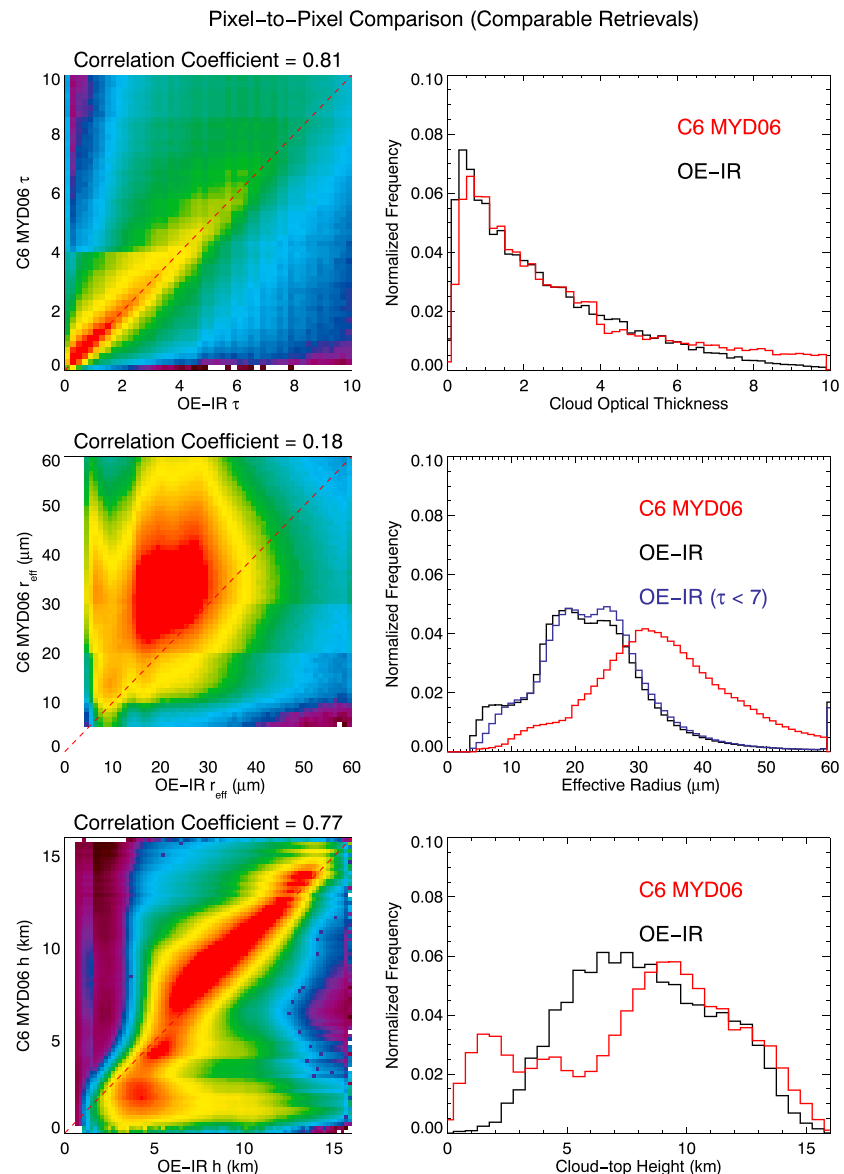 Pixel−to−Pixel Comparison (Comparable Retrievals)
Correlation Coefficient = 0.81
10
8
6
4
2
0
C6 MYD06 τ
0 2 4 6 8 10
OE−IR τ
0.10
0.08
0.06
0.04
0.02
0.00
Normalized Frequency
C6 MYD06
OE−IR
0 2 4 6 8 10
Cloud Optical Thickness
Correlation Coefficient = 0.18
60
50
40
30
20
10
0
C6 MYD06 reff (μm)
0 10 20 30 40 50 60
OE−IR reff (μm)
0.10
0.08
0.06
0.04
0.02
0.00
Normalized Frequency
C6 MYD06
OE−IR
OE−IR (τ < 7)
0 10 20 30 40 50 60
Effective Radius (μm)
Correlation Coefficient = 0.77
15
10
5
0
C6 MYD06 h (km)
0 5 10 15
OE−IR h (km)
0.10
0.08
0.06
0.04
0.02
0.00
Normalized Frequency
C6 MYD06
OE−IR
0 5 10 15
Cloud−top Height (km)